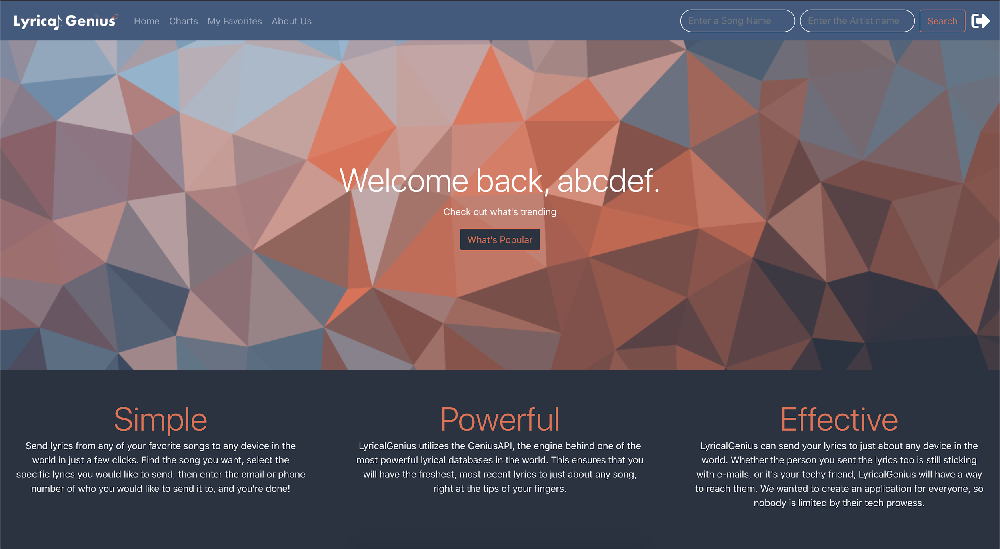 Lyrical Genius Home Charts My Favorites About Us Enter a Song Name Enter the Artist name Search
Welcome back, abcdef.
Check out what's trending
What's Popular
Simple
Send lyrics from any of your favorite songs to any device in the
world in just a few clicks. Find the song you want, select the
specific lyrics you would like to send, then enter the email or phone
number of who you would like to send it to, and you're done!
Powerful
LyricalGenius utilizes the GeniusAPI, the engine behind one of the
most powerful lyrical databases in the world. This ensures that you
will have the freshest, most recent lyrics to just about any song,
right at the tips of your fingers.
Effective
LyricalGenius can send your lyrics to just about any device in the
world. Whether the person you sent the lyrics too is still sticking
with e-mails, or it's your techy friend, LyricalGenius will have a way
to reach them. We wanted to create an application for everyone, so
nobody is limited by their tech prowess.